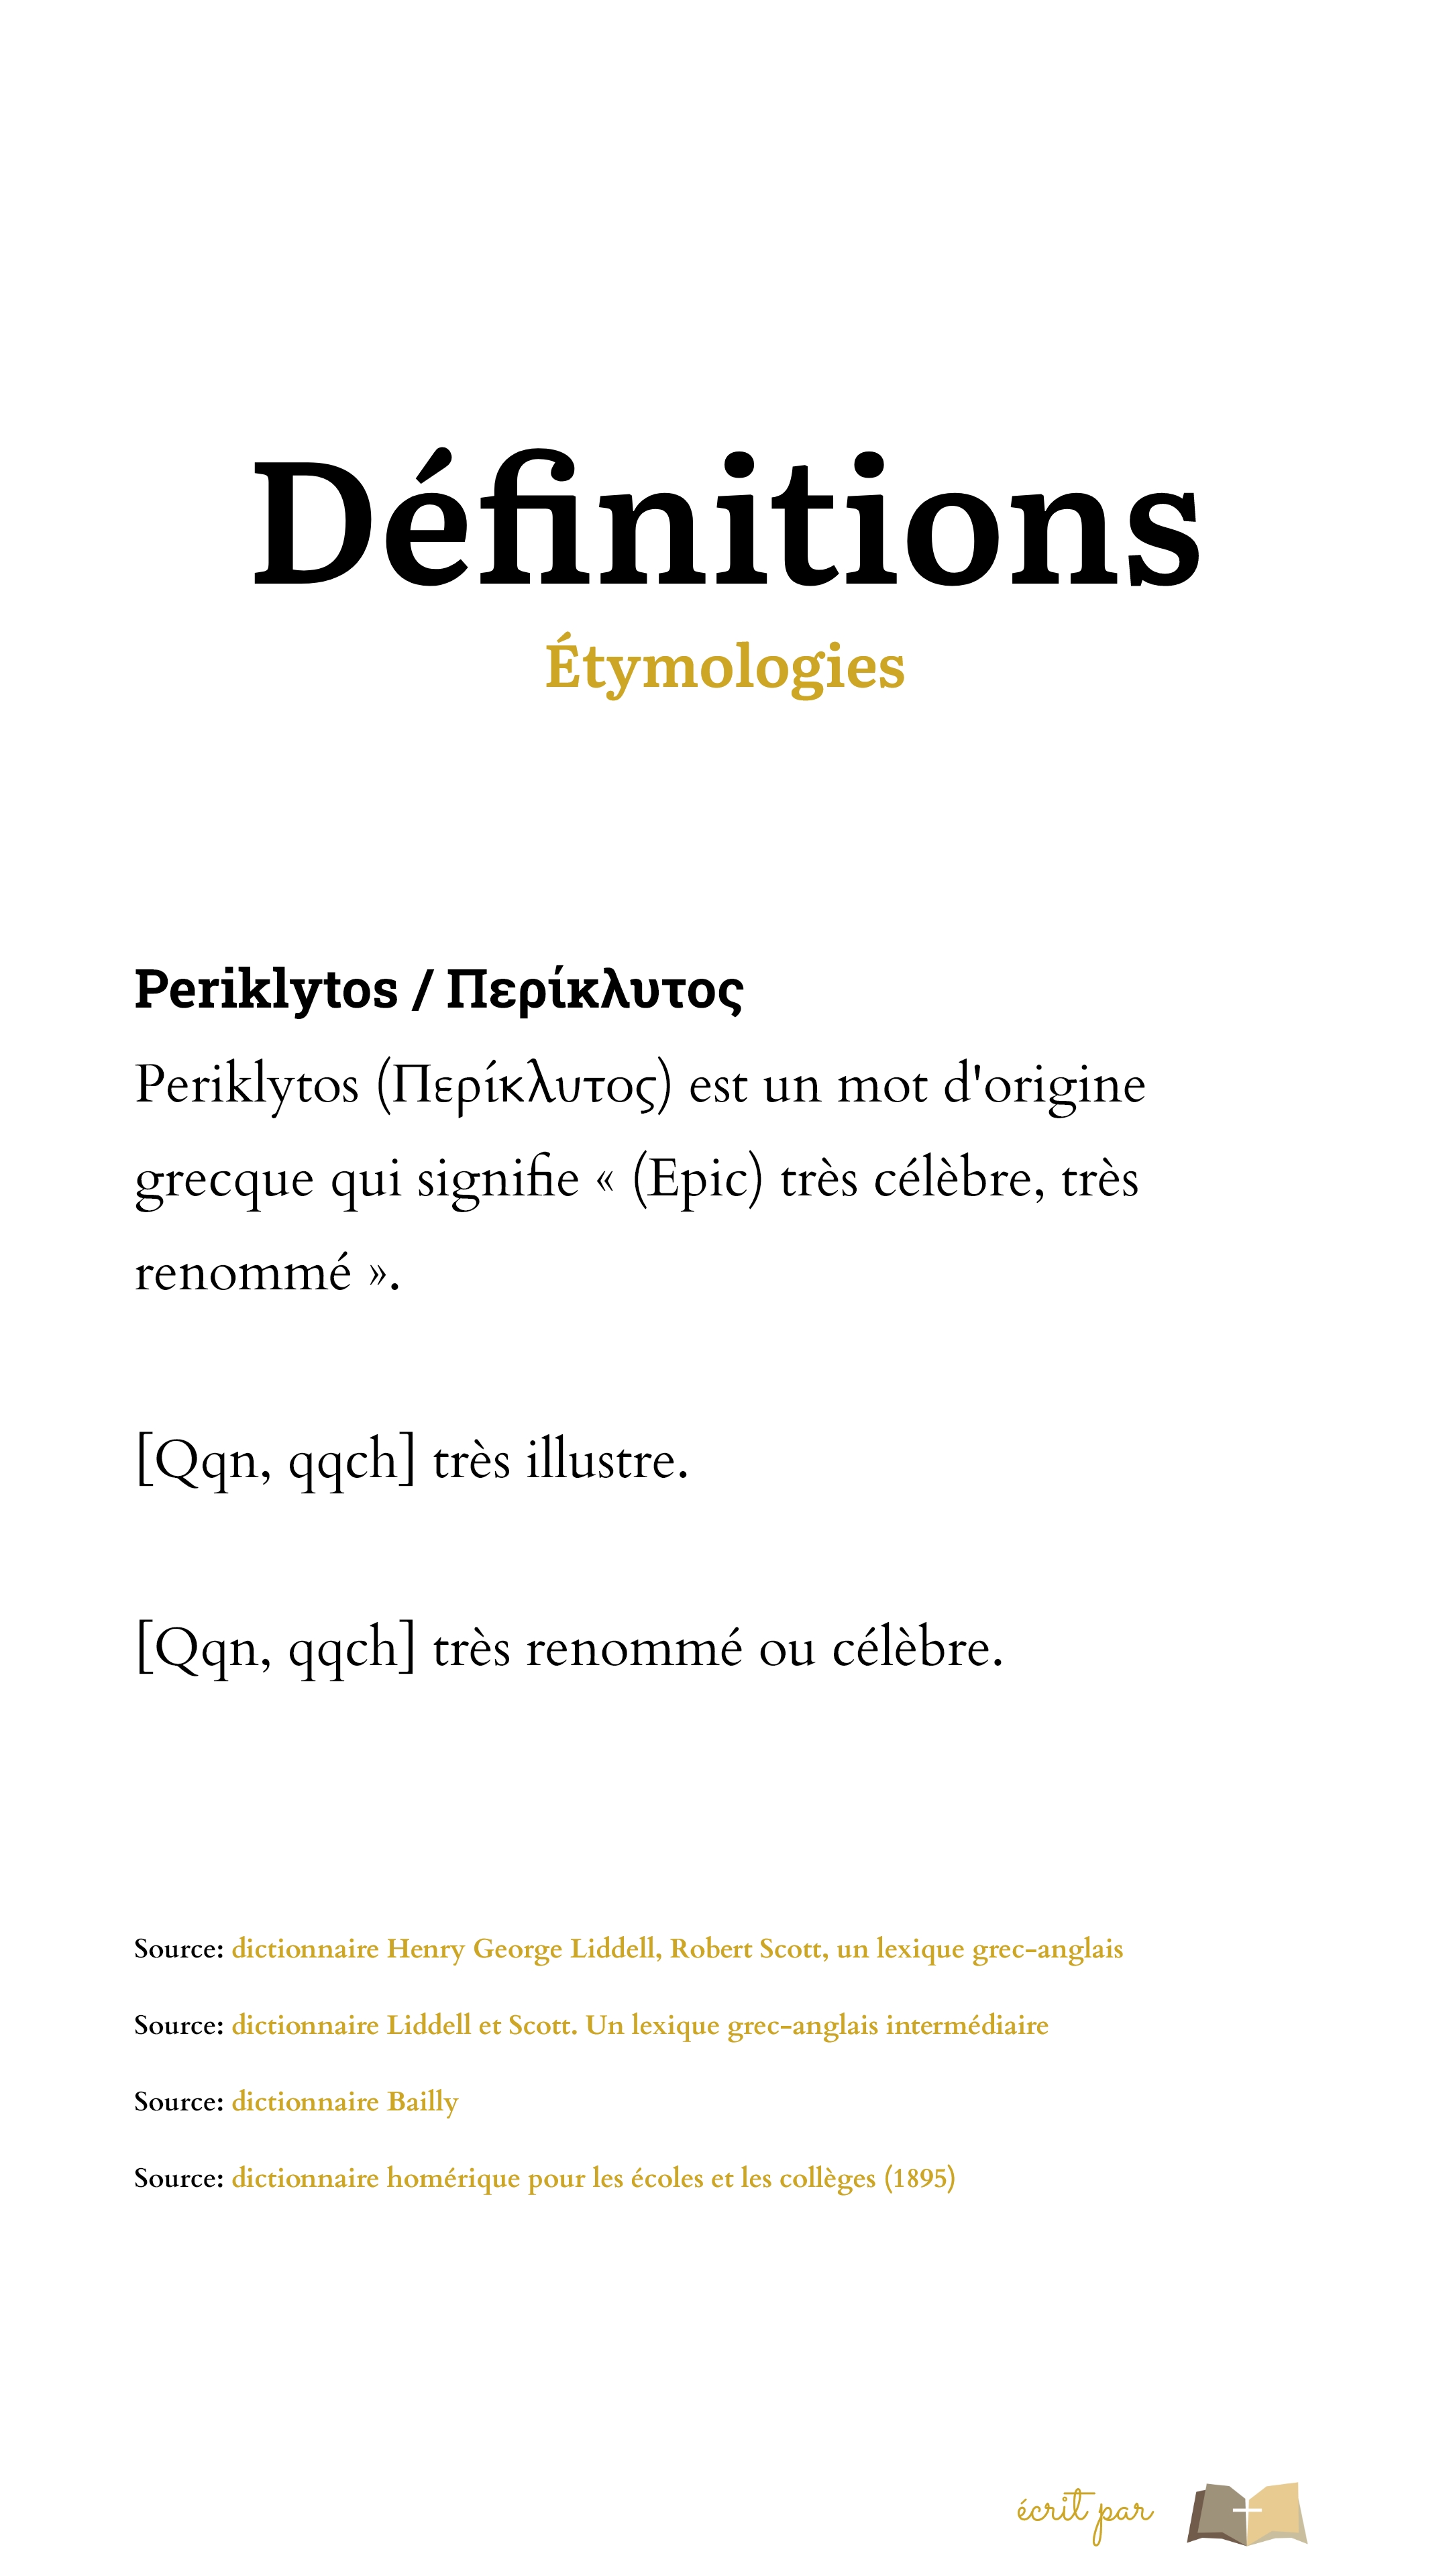 Définitions
Étymologies
Periklytos / Περίκλυτος
Periklytos (Περίκλυτος) est un mot d'origine
grecque qui signifie « (Epic) très célèbre, très
renommé ».
[Qqn, qqch] très illustre.
[Qqn, qqch] très renommé ou célèbre.
Source: dictionnaire Henry George Liddell, Robert Scott, un lexique grec-anglais
Source: dictionnaire Liddell et Scott. Un lexique grec-anglais intermédiaire
Source: dictionnaire Bailly
Source: dictionnaire homérique pour les écoles et les collèges (1895)
écrit par